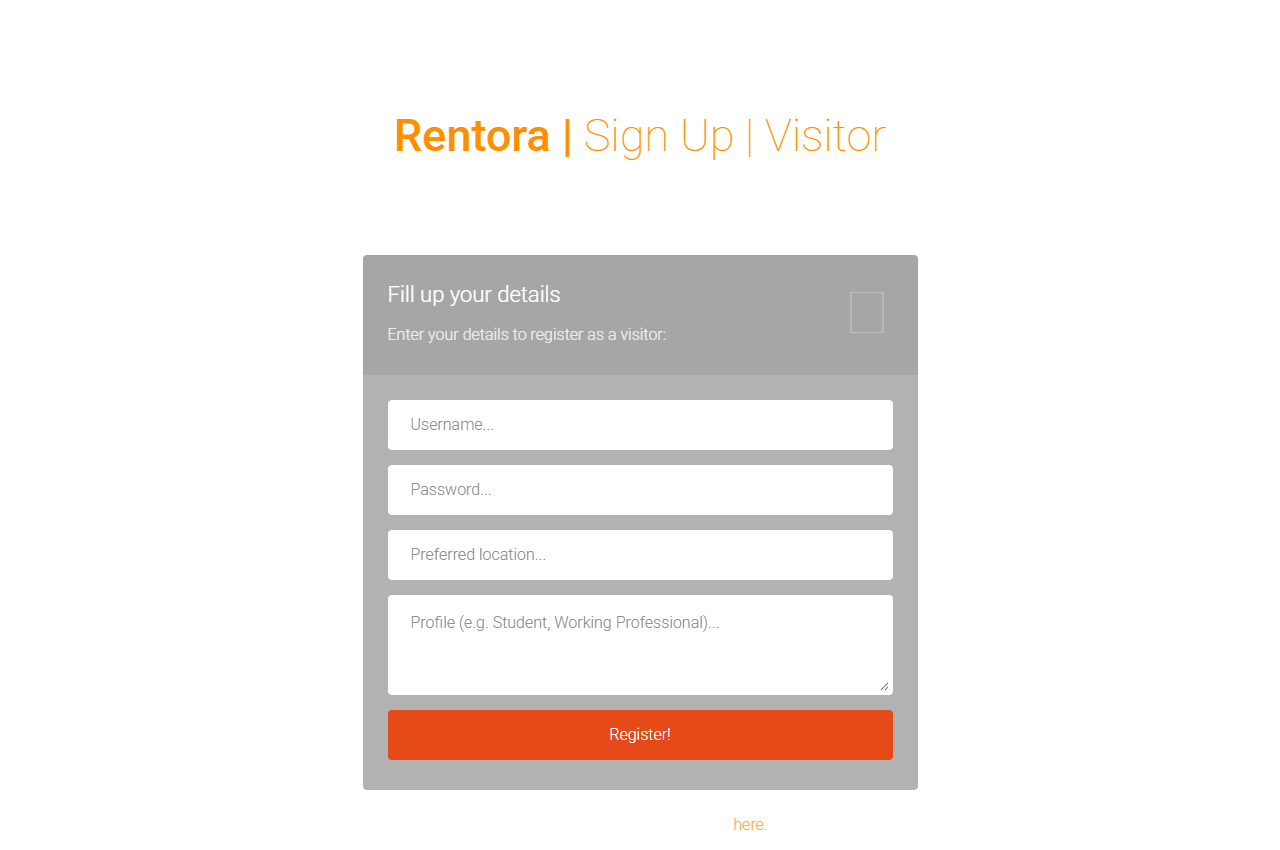 Rentora | Sign Up | Visitor
Fill up your details
Enter your details to register as a visitor:
Username...
Password...
Preferred location...
Profile (e.g. Student, Working Professional)...
Register!
here.